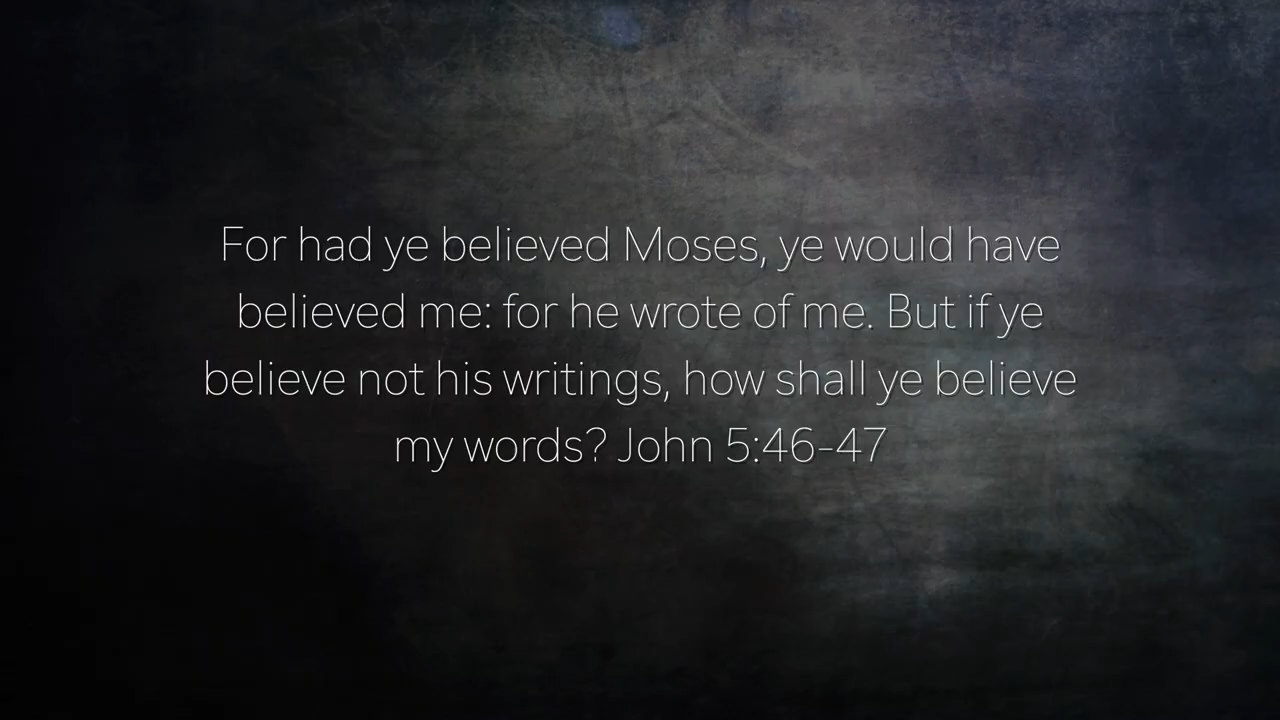 For had ye believed Moses, ye would have
believed me: for he wrote of me. But if ye
believe not his writings, how shall ye believe
my words? John 5:46-47